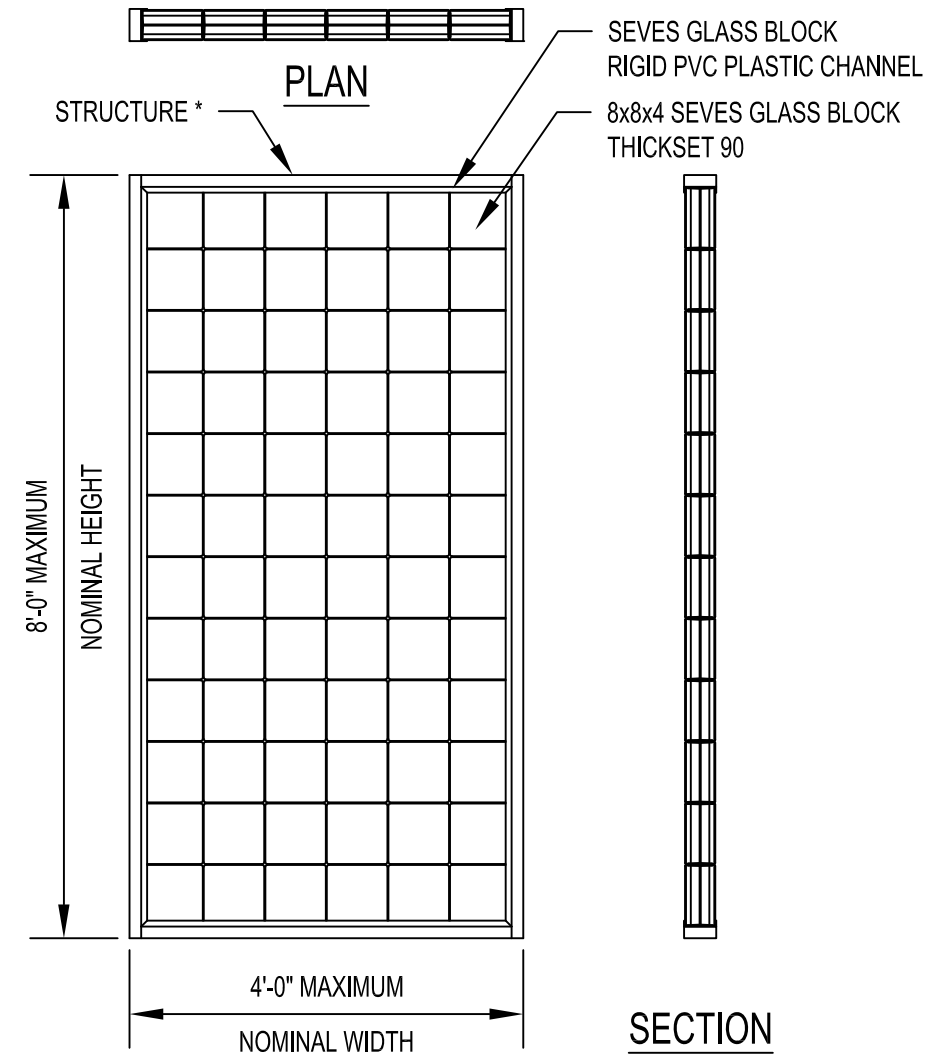 PLAN
SEVES GLASS BLOCK
RIGID PVC PLASTIC CHANNEL
STRUCTURE *
8x8x4 SEVES GLASS BLOCK
THICKSET 90
8'-0" MAXIMUM
NOMINAL HEIGHT
4'-0" MAXIMUM
NOMINAL WIDTH
SECTION